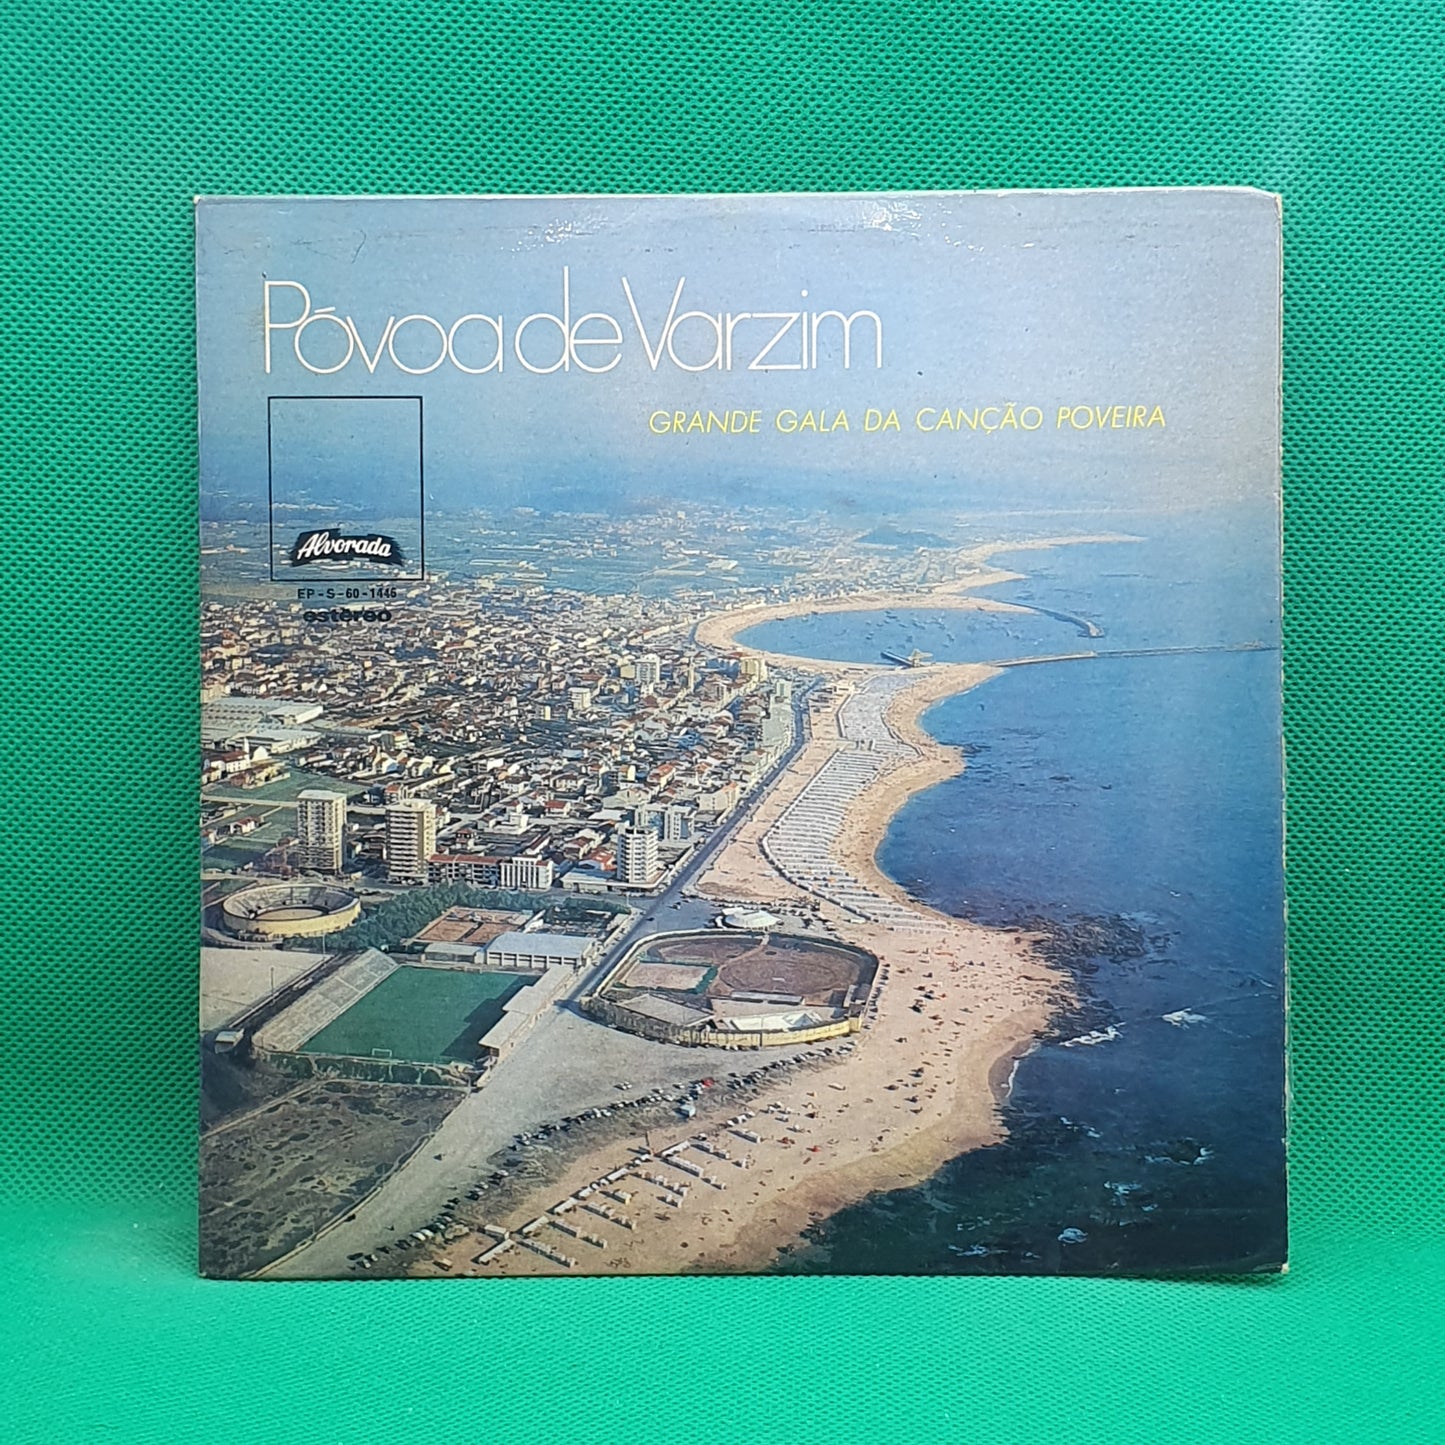 Póvoa de Varzim
GRANDE GALA DA CANÇÃO POVEIRA
Alvorada
EP-S-60-1446
estéreo